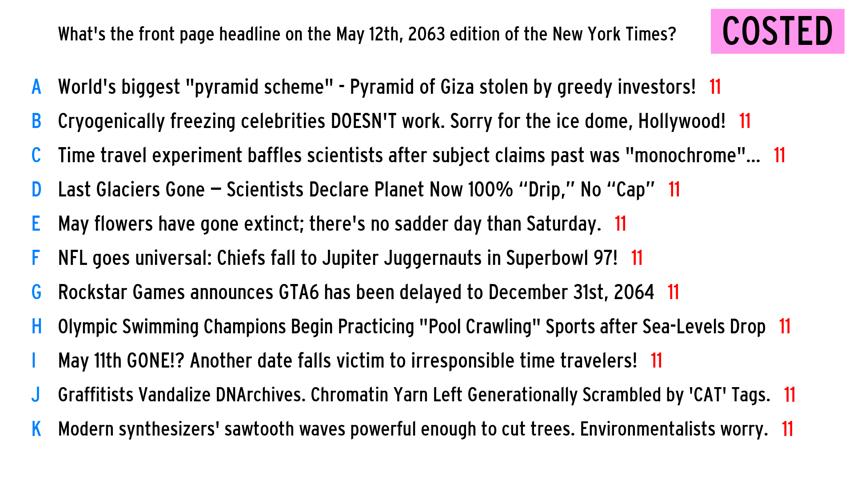 What's the front page headline on the May 12th, 2063 edition of the New York Times?
COSTED
A World's biggest "pyramid scheme" - Pyramid of Giza stolen by greedy investors! 11
B Cryogenically freezing celebrities DOESN'T work. Sorry for the ice dome, Hollywood! 11
C Time travel experiment baffles scientists after subject claims past was "monochrome"... 11
D Last Glaciers Gone – Scientists Declare Planet Now 100% “Drip,” No “Cap” 11
E May flowers have gone extinct; there's no sadder day than Saturday. 11
F NFL goes universal: Chiefs fall to Jupiter Juggernauts in Superbowl 97! 11
G Rockstar Games announces GTA6 has been delayed to December 31st, 2064 11
H Olympic Swimming Champions Begin Practicing "Pool Crawling" Sports after Sea-Levels Drop 11
I May 11th GONE!? Another date falls victim to irresponsible time travelers! 11
J Graffitists Vandalize DNArchives. Chromatin Yarn Left Generationally Scrambled by 'CAT' Tags. 11
K Modern synthesizers' sawtooth waves powerful enough to cut trees. Environmentalists worry. 11